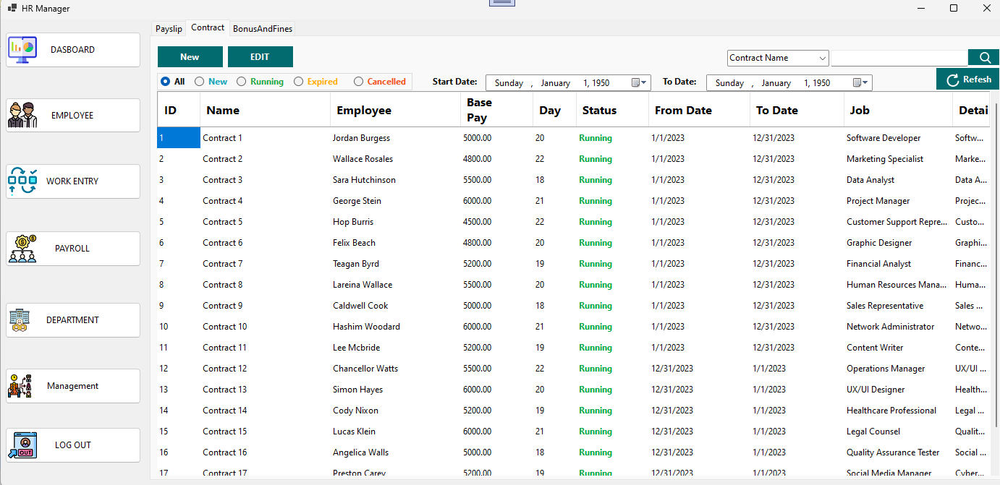 HR Manager
DASBOARD
EMPLOYEE
WORK ENTRY
PAYROLL
DEPARTMENT
Management
OUT
LOG OUT
Payslip Contract BonusAndFines
New EDIT Contract Name
All New Running Expired Cancelled Start Date: Sunday , January 1, 1950 To Date: Sunday , January 1, 1950 Refesh
ID Name Employee Base Pay Day Status From Date To Date Job Detai
1 Contract 1 Jordan Burgess 5000.00 20 Running 1/1/2023 12/31/2023 Software Developer Softw...
2 Contract 2 Wallace Rosales 4800.00 22 Running 1/1/2023 12/31/2023 Marketing Specialist Marke...
3 Contract 3 Sara Hutchinson 5500.00 18 Running 1/1/2023 12/31/2023 Data Analyst Data A...
4 Contract 4 George Stein 6000.00 21 Running 1/1/2023 12/31/2023 Project Manager Projec...
5 Contract 5 Hop Burris 4500.00 22 Running 1/1/2023 12/31/2023 Customer Support Repre... Custo...
6 Contract 6 Felix Beach 4800.00 20 Running 1/1/2023 12/31/2023 Graphic Designer Graphi...
7 Contract 7 Teagan Byrd 5200.00 19 Running 1/1/2023 12/31/2023 Financial Analyst Financ...
8 Contract 8 Lareina Wallace 5500.00 20 Running 1/1/2023 12/31/2023 Human Resources Mana... Huma...
9 Contract 9 Caldwell Cook 5000.00 18 Running 1/1/2023 12/31/2023 Sales Representative Sales ...
10 Contract 10 Hashim Woodard 6000.00 21 Running 1/1/2023 12/31/2023 Network Administrator Netwo...
11 Contract 11 Lee Mcbride 5200.00 19 Running 1/1/2023 12/31/2023 Content Writer Conte...
12 Contract 12 Chancellor Watts 5500.00 22 Running 12/31/2023 1/1/2023 Operations Manager UX/UI ...
13 Contract 13 Simon Hayes 6000.00 20 Running 12/31/2023 1/1/2023 UX/UI Designer Health...
14 Contract 14 Cody Nixon 5200.00 19 Running 12/31/2023 1/1/2023 Healthcare Professional Legal ...
15 Contract 15 Lucas Klein 6000.00 21 Running 12/31/2023 1/1/2023 Legal Counsel Qualit...
16 Contract 16 Angelica Walls 5000.00 18 Running 12/31/2023 1/1/2023 Quality Assurance Tester Social ...
17 Contract 17 Preston Carey 5200.00 19 Running 12/31/2023 1/1/2023 Social Media Manager Cyber...